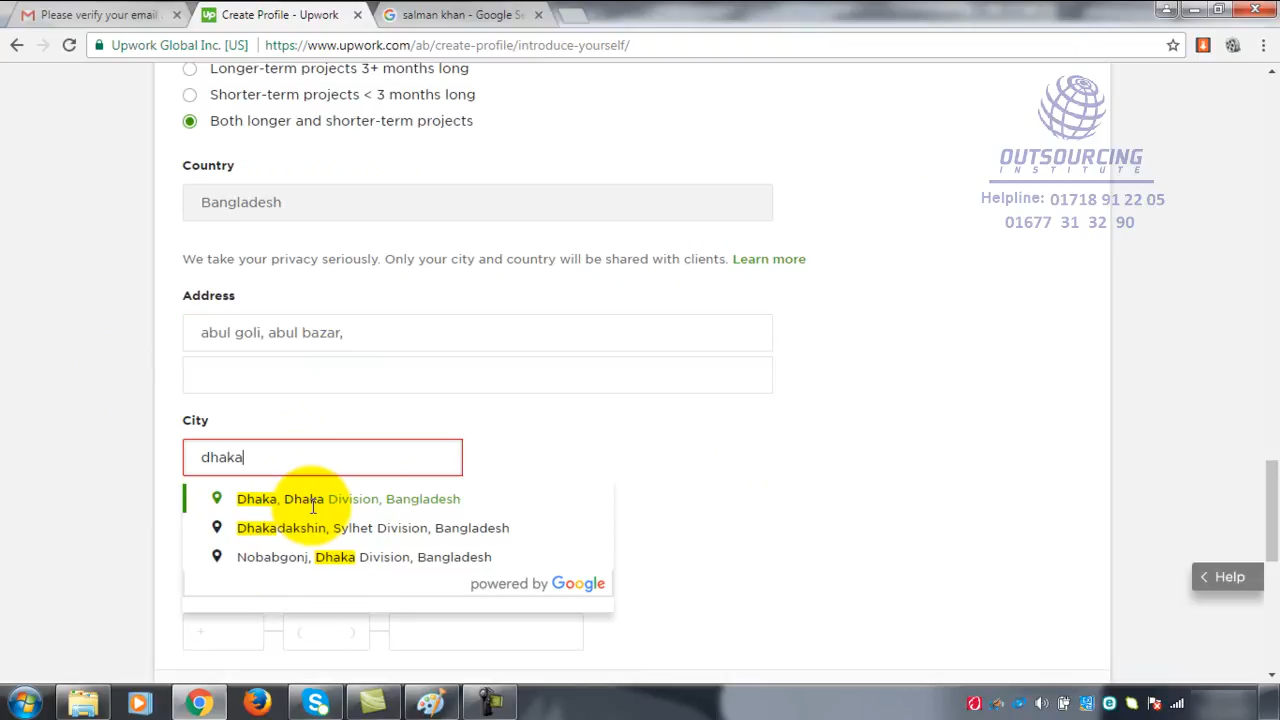 Please verify your email
Create Profile - Upwork
salman khan - Google Se
Upwork Global Inc. [US]
https://www.upwork.com/ab/create-profile/introduce-yourself/
Longer-term projects 3+ months long
Shorter-term projects < 3 months long
Both longer and shorter-term projects
OUTSOURCING
INSTITUTE
Helpline: 01718 91 22 05
01677 31 32 90
Country
Bangladesh
We take your privacy seriously. Only your city and country will be shared with clients. Learn more
Address
abul goli, abul bazar,
City
dhaka
Dhaka, Dhaka Division, Bangladesh
Dhakadakshin, Sylhet Division, Bangladesh
Nobabgonj, Dhaka Division, Bangladesh
powered by Google
Help
+
( )